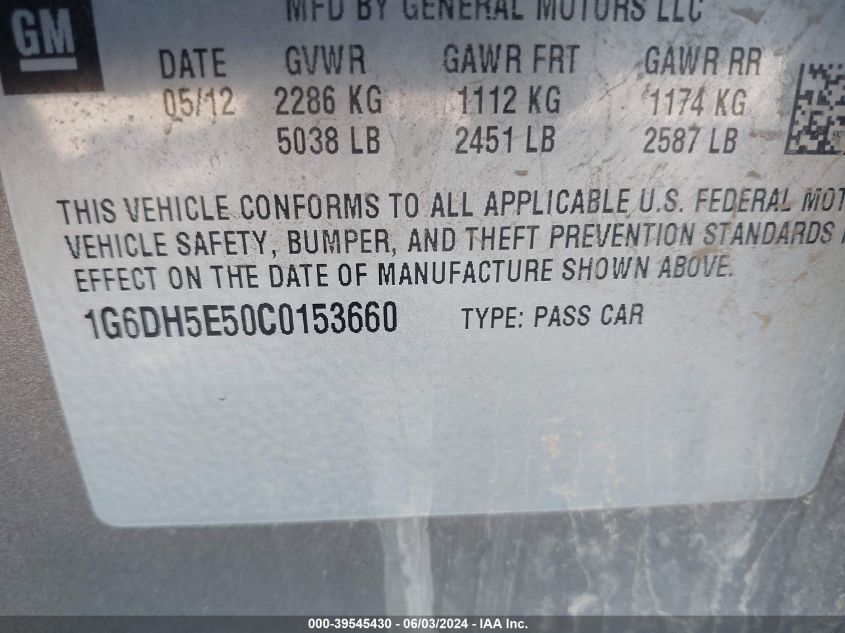 GM
MFD BY GENERAL MOTORS LLC
DATE GVWR GAWR FRT GAWR RR
05/12 2286 KG 1112 KG 1174 KG
5038 LB 2451 LB 2587 LB
THIS VEHICLE CONFORMS TO ALL APPLICABLE U.S. FEDERAL MOT
VEHICLE SAFETY, BUMPER, AND THEFT PREVENTION STANDARDS
EFFECT ON THE DATE OF MANUFACTURE SHOWN ABOVE.
1G6DH5E50C0153660 TYPE: PASS CAR
000-39545430 - 06/03/2024 - IAA Inc.